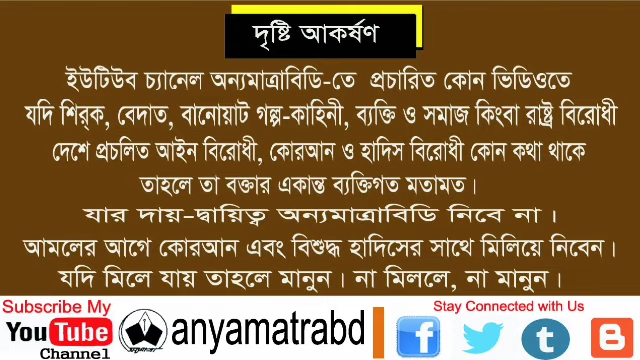 দৃষ্টি আকর্ষণ
ইউটিউব চ্যানেল অন্যমাত্রাবিডি-তে প্রচারিত কোন ভিডিওতে
যদি শির্‌ক, বেদাত, বানোয়াট গল্প-কাহিনী, ব্যক্তি ও সমাজ কিংবা রাষ্ট্র বিরোধী
দেশে প্রচলিত আইন বিরোধী, কোরআন ও হাদিস বিরোধী কোন কথা থাকে
তাহলে তা বক্তার একান্ত ব্যক্তিগত মতামত।
যার দায়-দ্বায়িত্ব অন্যমাত্রাবিডি নিবে না।
আমলের আগে কোরআন এবং বিশুদ্ধ হাদিসের সাথে মিলিয়ে নিবেন।
যদি মিলে যায় তাহলে মানুন। না মিললে, না মানুন।
Subscribe My
YouTube
Channel
অন্যমাত্রা
anyamatrabd
Stay Connected with Us